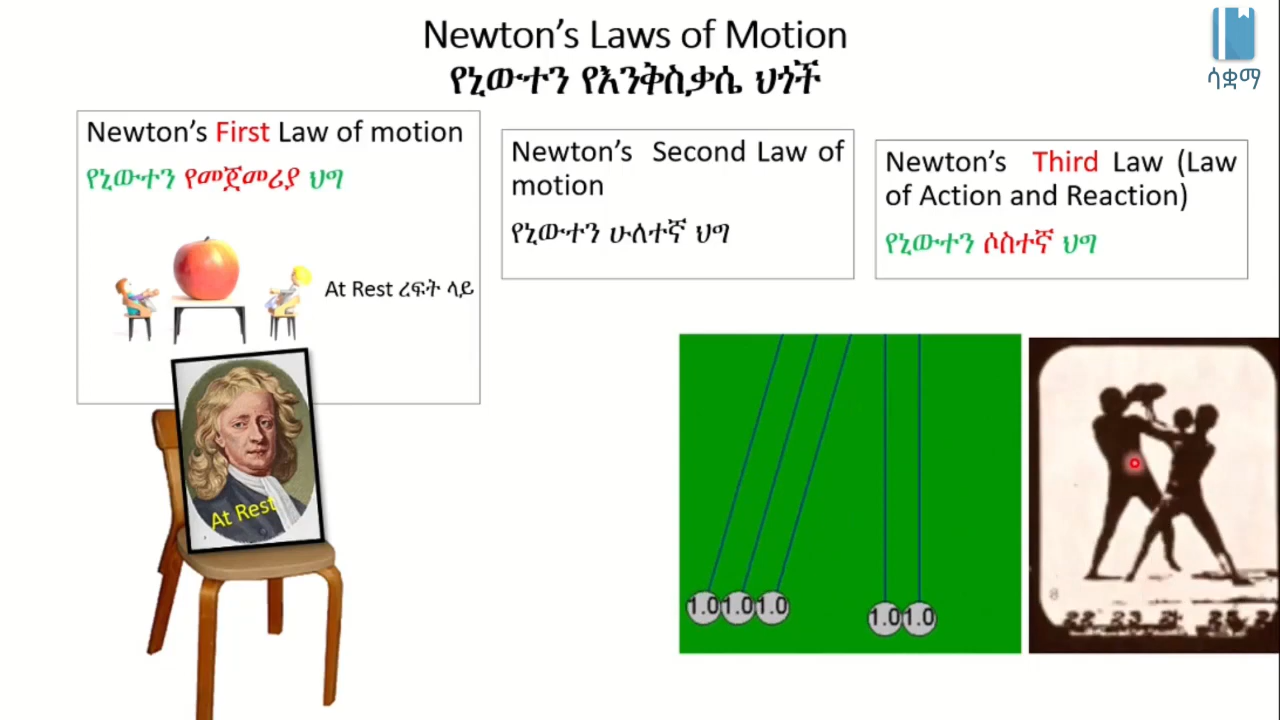 Newton's Laws of Motion
የኒውተን የእንቅስቃሴ ህጎች
ሳቋማ
Newton's First Law of motion
የኒውተን የመጀመሪያ ህግ
At Rest ረፍት ላይ
At Rest
Newton's Second Law of
motion
የኒውተን ሁለተኛ ህግ
Newton's Third Law (Law
of Action and Reaction)
የኒውተን ሶስተኛ ህግ
1.0 1.0 1.0 1.0 1.0